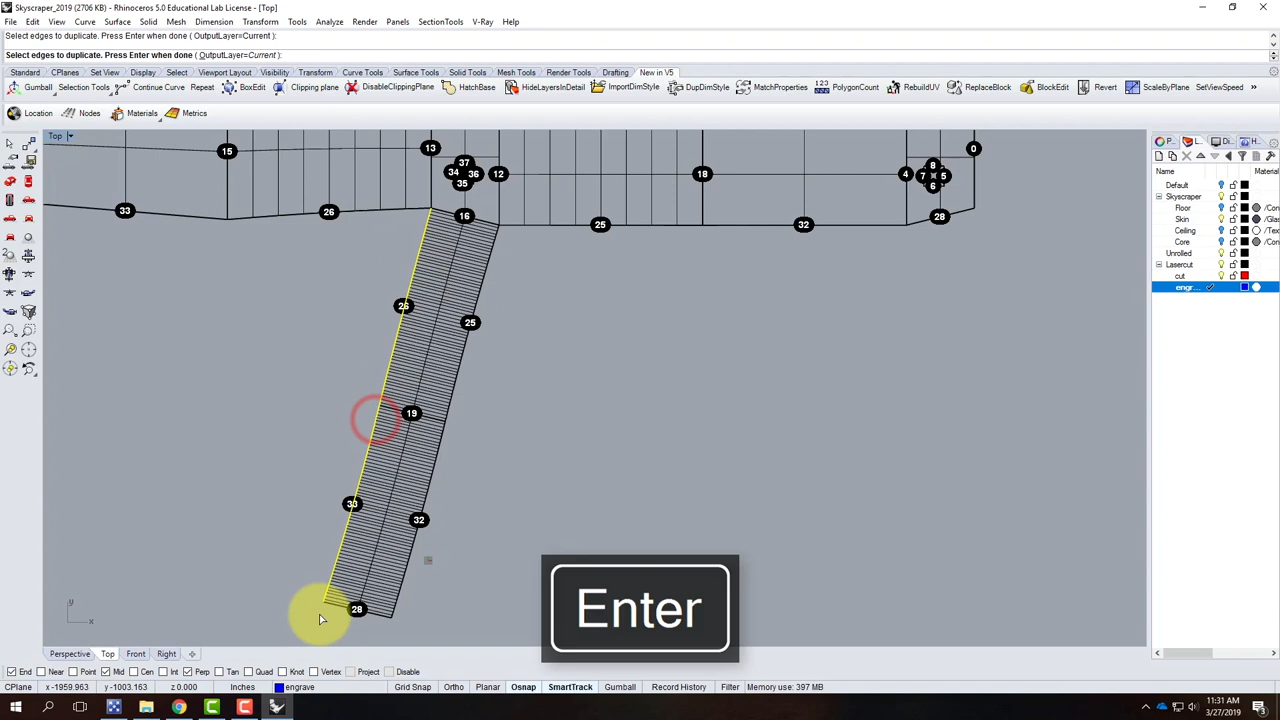 Skyscraper_2019 (2706 KB) - Rhinoceros 5.0 Educational Lab License - [Top]
File Edit View Curve Surface Solid Mesh Dimension Transform Tools Analyze Render Panels SectionTools V-Ray Help
Select edges to duplicate. Press Enter when done ( OutputLayer=Current ):
Select edges to duplicate. Press Enter when done ( OutputLayer=Current ):
Standard CPlanes Set View Display Select Viewport Layout Visibility Transform Curve Tools Surface Tools Solid Tools Mesh Tools Render Tools Drafting New in V5
Gumball Selection Tools Continue Curve Repeat BoxEdit Clipping plane DisableClippingPlane HatchBase HideLayersInDetail ImportDimStyle DupDimStyle MatchProperties 123 PolygonCount RebuildUV ReplaceBlock BlockEdit Revert ScaleByPlane SetViewSpeed »
Location Nodes Materials Metrics
Top
P... L... Di... H...
Name Material
Default
Skyscraper
Floor /Con
Skin /Glas
Ceiling /Tex
Core /Con
Unrolled
Lasercut
cut
engr...
15 13 37 34 36 35 12 18 4 8 7 5 6 0
33 26 16 25 32 28
26 25
19
33 32
28
Enter
y
x
Perspective Top Front Right
End Near Point Mid Cen Int Perp Tan Quad Knot Vertex Project Disable
CPlane x -1959.963 y -1003.163 z 0.000 Inches engrave Grid Snap Ortho Planar Osnap SmartTrack Gumball Record History Filter Memory use: 397 MB
11:31 AM
3/27/2019